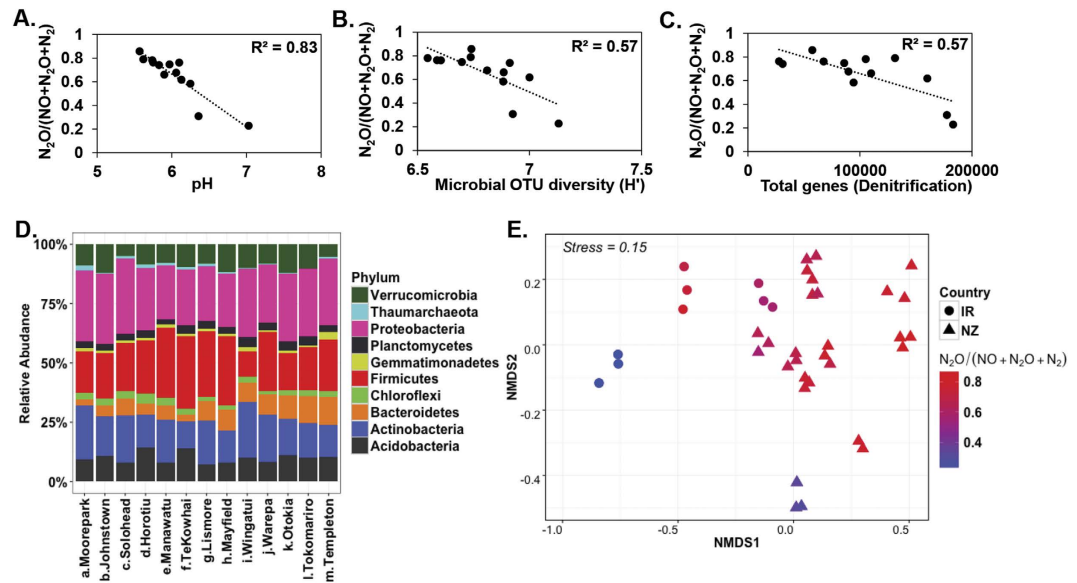 A.
R² = 0.83
N₂O/(NO+N₂O+N₂)
1
0.8
0.6
0.4
0.2
0
5
6
7
8
pH
B.
R² = 0.57
N₂O/(NO+N₂O+N₂)
1
0.8
0.6
0.4
0.2
0
6.5
7
7.5
Microbial OTU diversity (H')
C.
R² = 0.57
N₂O/(NO+N₂O+N₂)
1
0.8
0.6
0.4
0.2
0
0
100000
200000
Total genes (Denitrification)
D.
Relative Abudance
100%
75%
50%
25%
0%
a.Moorepark
b.Johnstown
c.Solohead
d.Horotiu
e.Manawatu
f.TeKowhai
g.Lismore
h.Mayfield
i.Wingatui
j.Warepa
k.Otokia
l.Tokomariro
m.Templeton
Phylum
Verrucomicrobia
Thaumarchaeota
Proteobacteria
Planctomycetes
Gemmatimonadetes
Firmicutes
Chloroflexi
Bacteroidetes
Actinobacteria
Acidobacteria
E.
Stress = 0.15
NMDS2
0.2
0.0
-0.2
-0.4
-1.0
-0.5
0.0
0.5
NMDS1
Country
IR
NZ
N₂O/(NO + N₂O + N₂)
0.8
0.6
0.4